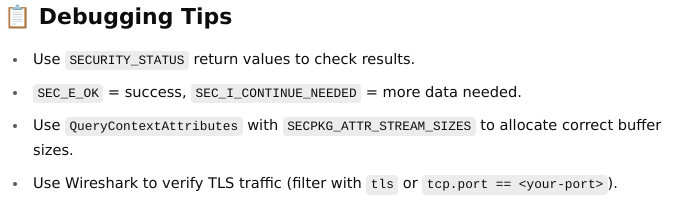 📋 Debugging Tips
• Use SECURITY_STATUS return values to check results.
• SEC_E_OK = success, SEC_I_CONTINUE_NEEDED = more data needed.
• Use QueryContextAttributes with SECPKG_ATTR_STREAM_SIZES to allocate correct buffer
sizes.
• Use Wireshark to verify TLS traffic (filter with tls or tcp.port == <your-port>).